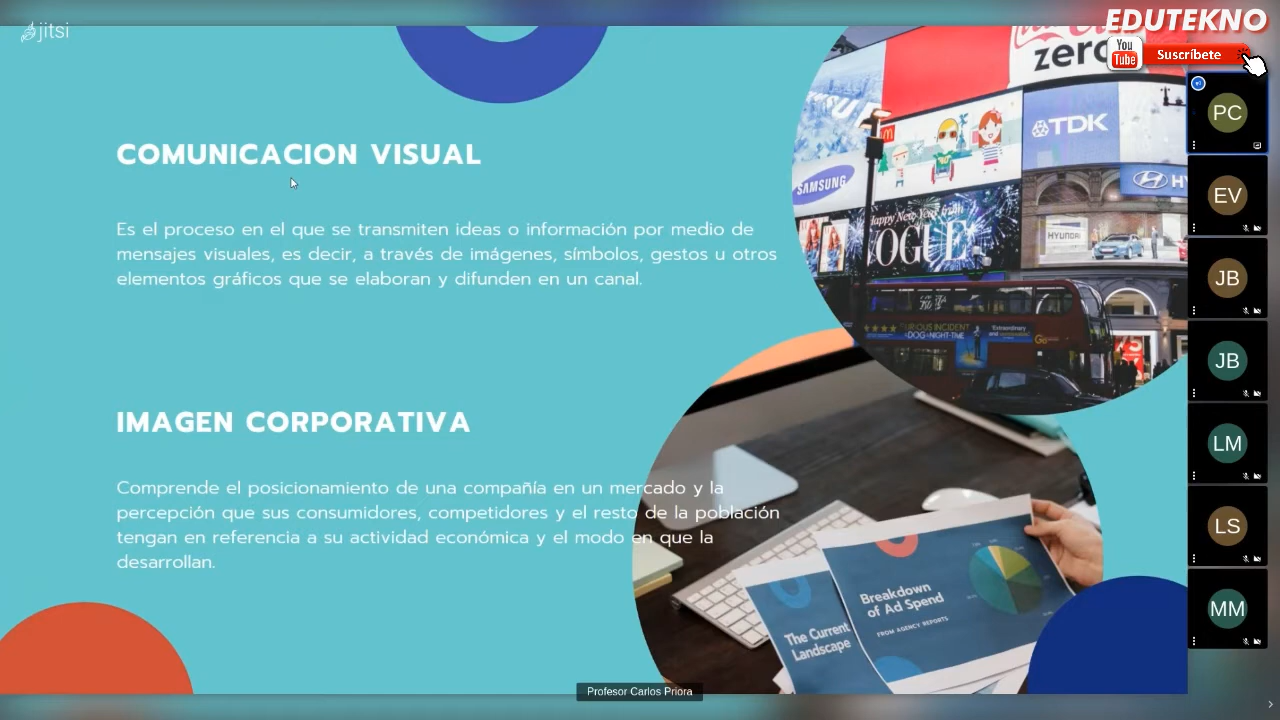 jitsi
EDUTEKNO
You
Tube
Suscríbete
COMUNICACION VISUAL
Es el proceso en el que se transmiten ideas o información por medio de
mensajes visuales, es decir, a través de imágenes, símbolos, gestos u otros
elementos gráficos que se elaboran y difunden en un canal.
IMAGEN CORPORATIVA
Comprende el posicionamiento de una compañía en un mercado y la
percepción que sus consumidores, competidores y el resto de la población
tengan en referencia a su actividad económica y el modo en que la
desarrollan.
zero
TDK
SAMSUNG
HY
HYUNDAI
Happy New Year from
VOGUE
Breakdown
of Ad Spend
FROM AGENCY REPORTS
The Current
Landscape
PC
EV
JB
JB
LM
LS
MM
Profesor Carlos Priora